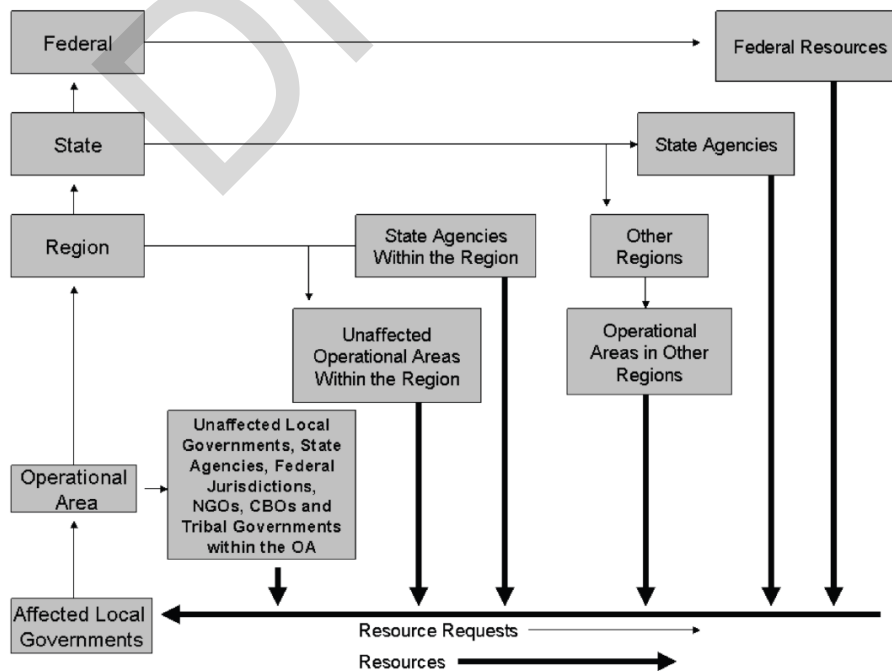 Federal
Federal Resources
State
State Agencies
Region
State Agencies
Within the Region
Other
Regions
Unaffected
Operational Areas
Within the Region
Operational
Areas in Other
Regions
Operational
Area
Unaffected Local
Governments, State
Agencies, Federal
Jurisdictions,
NGOs, CBOs and
Tribal Governments
within the OA
Affected Local
Governments
Resource Requests
Resources